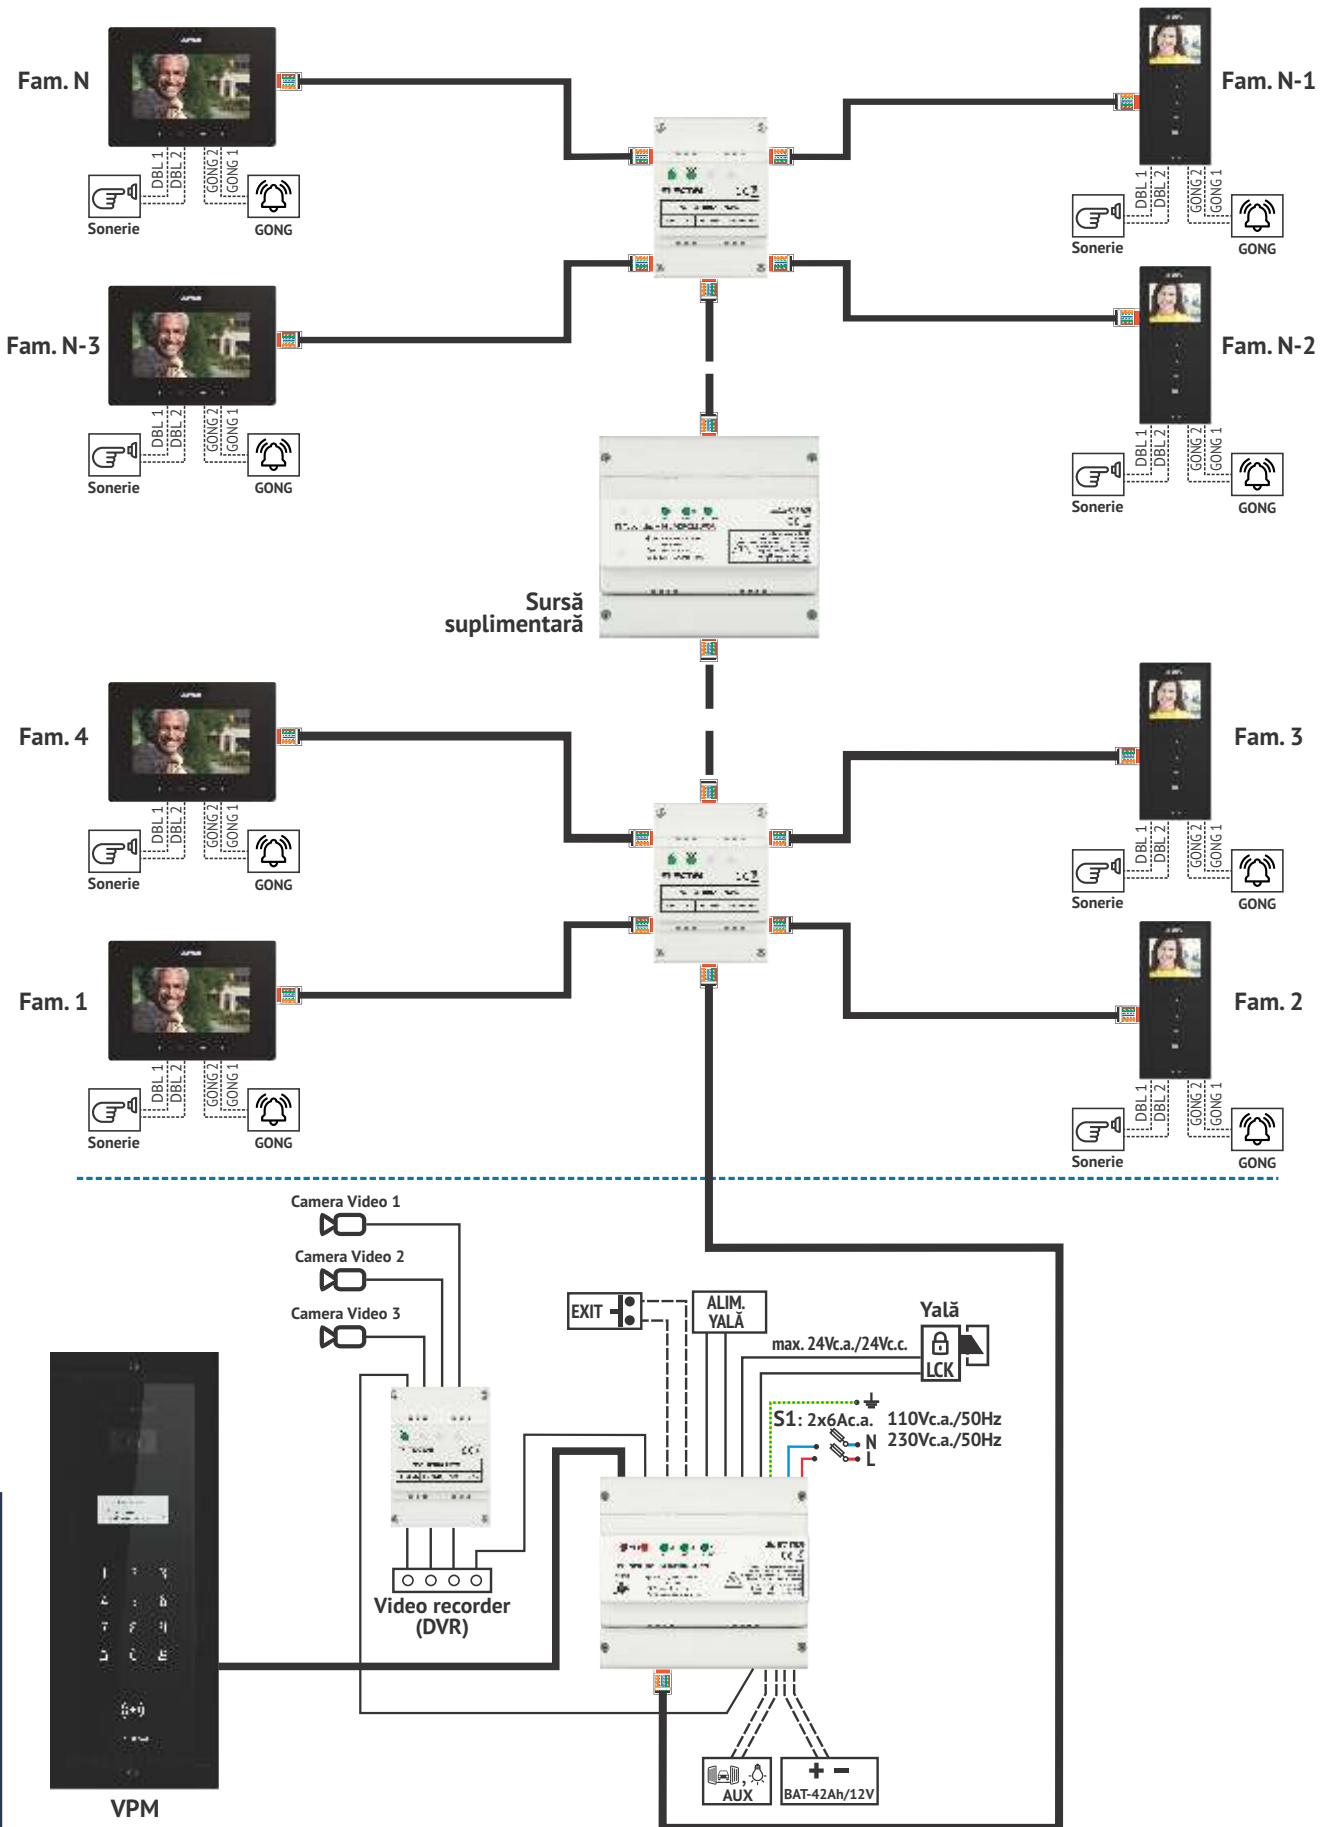 Fam. N
DBL 1
DBL 2
GONG 2
GONG 1
Sonerie
GONG
Fam. N-1
DBL 1
DBL 2
GONG 2
GONG 1
Sonerie
GONG
Fam. N-3
DBL 1
DBL 2
GONG 2
GONG 1
Sonerie
GONG
Fam. N-2
DBL 1
DBL 2
GONG 2
GONG 1
Sonerie
GONG
Sursă
suplimentară
Fam. 4
DBL 1
DBL 2
GONG 2
GONG 1
Sonerie
GONG
Fam. 3
DBL 1
DBL 2
GONG 2
GONG 1
Sonerie
GONG
Fam. 1
DBL 1
DBL 2
GONG 2
GONG 1
Sonerie
GONG
Fam. 2
DBL 1
DBL 2
GONG 2
GONG 1
Sonerie
GONG
Camera Video 1
Camera Video 2
Camera Video 3
EXIT
ALIM.
YALĂ
Yală
max. 24Vc.a./24Vc.c.
LCK
S1: 2x6Ac.a.
110Vc.a./50Hz
N 230Vc.a./50Hz
L
Video recorder
(DVR)
AUX
+ -
BAT-42Ah/12V
VPM